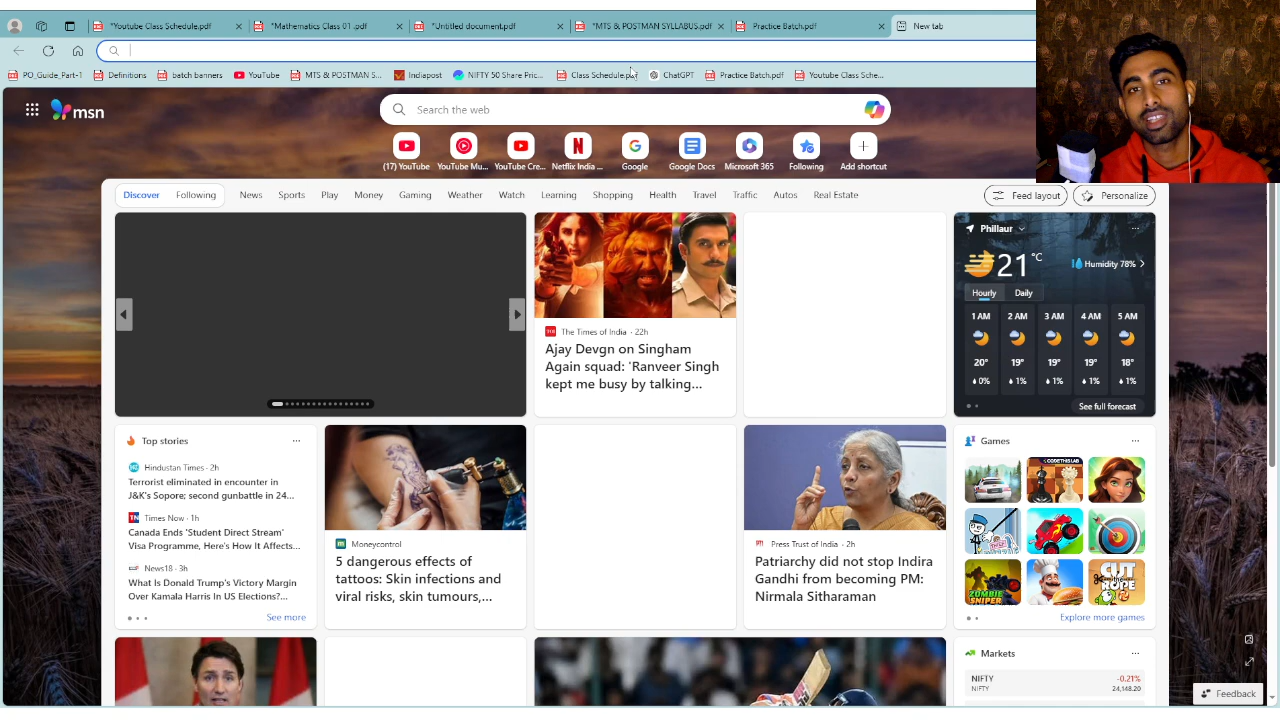 *Youtube Class Schedule.pdf
*Mathematics Class 01 .pdf
*Untitled document.pdf
*MTS & POSTMAN SYLLABUS.pdf
Practice Batch.pdf
New tab
PO_Guide_Part-1
Definitions
batch banners
YouTube
MTS & POSTMAN S...
Indiapost
NIFTY 50 Share Pric...
Class Schedule.pdf
ChatGPT
Practice Batch.pdf
Youtube Class Sche...
msn
Search the web
(17) YouTube
YouTube Mu...
YouTube Cre...
Netflix India ...
Google
Google Docs
Microsoft 365
Following
Add shortcut
Discover
Following
News
Sports
Play
Money
Gaming
Weather
Watch
Learning
Shopping
Health
Travel
Traffic
Autos
Real Estate
Feed layout
Personalize
The Times of India · 22h
Ajay Devgn on Singham
Again squad: 'Ranveer Singh
kept me busy by talking...
Phillaur
21 °C
Humidity 78%
Hourly
Daily
1 AM 2 AM 3 AM 4 AM 5 AM
20° 19° 19° 19° 18°
0% 1% 1% 1% 1%
See full forecast
Top stories
Hindustan Times · 2h
Terrorist eliminated in encounter in
J&K's Sopore; second gunbattle in 24...
Times Now · 1h
Canada Ends 'Student Direct Stream'
Visa Programme, Here's How It Affects...
News18 · 3h
What Is Donald Trump's Victory Margin
Over Kamala Harris In US Elections?...
See more
Moneycontrol
5 dangerous effects of
tattoos: Skin infections and
viral risks, skin tumours,...
Press Trust of India · 2h
Patriarchy did not stop Indira
Gandhi from becoming PM:
Nirmala Sitharaman
Games
CODETHISLAB
ZOMBIE
SNIPER
CUT
ROPE
Explore more games
Markets
NIFTY
-0.21%
NIFTY
24,148.20
Feedback